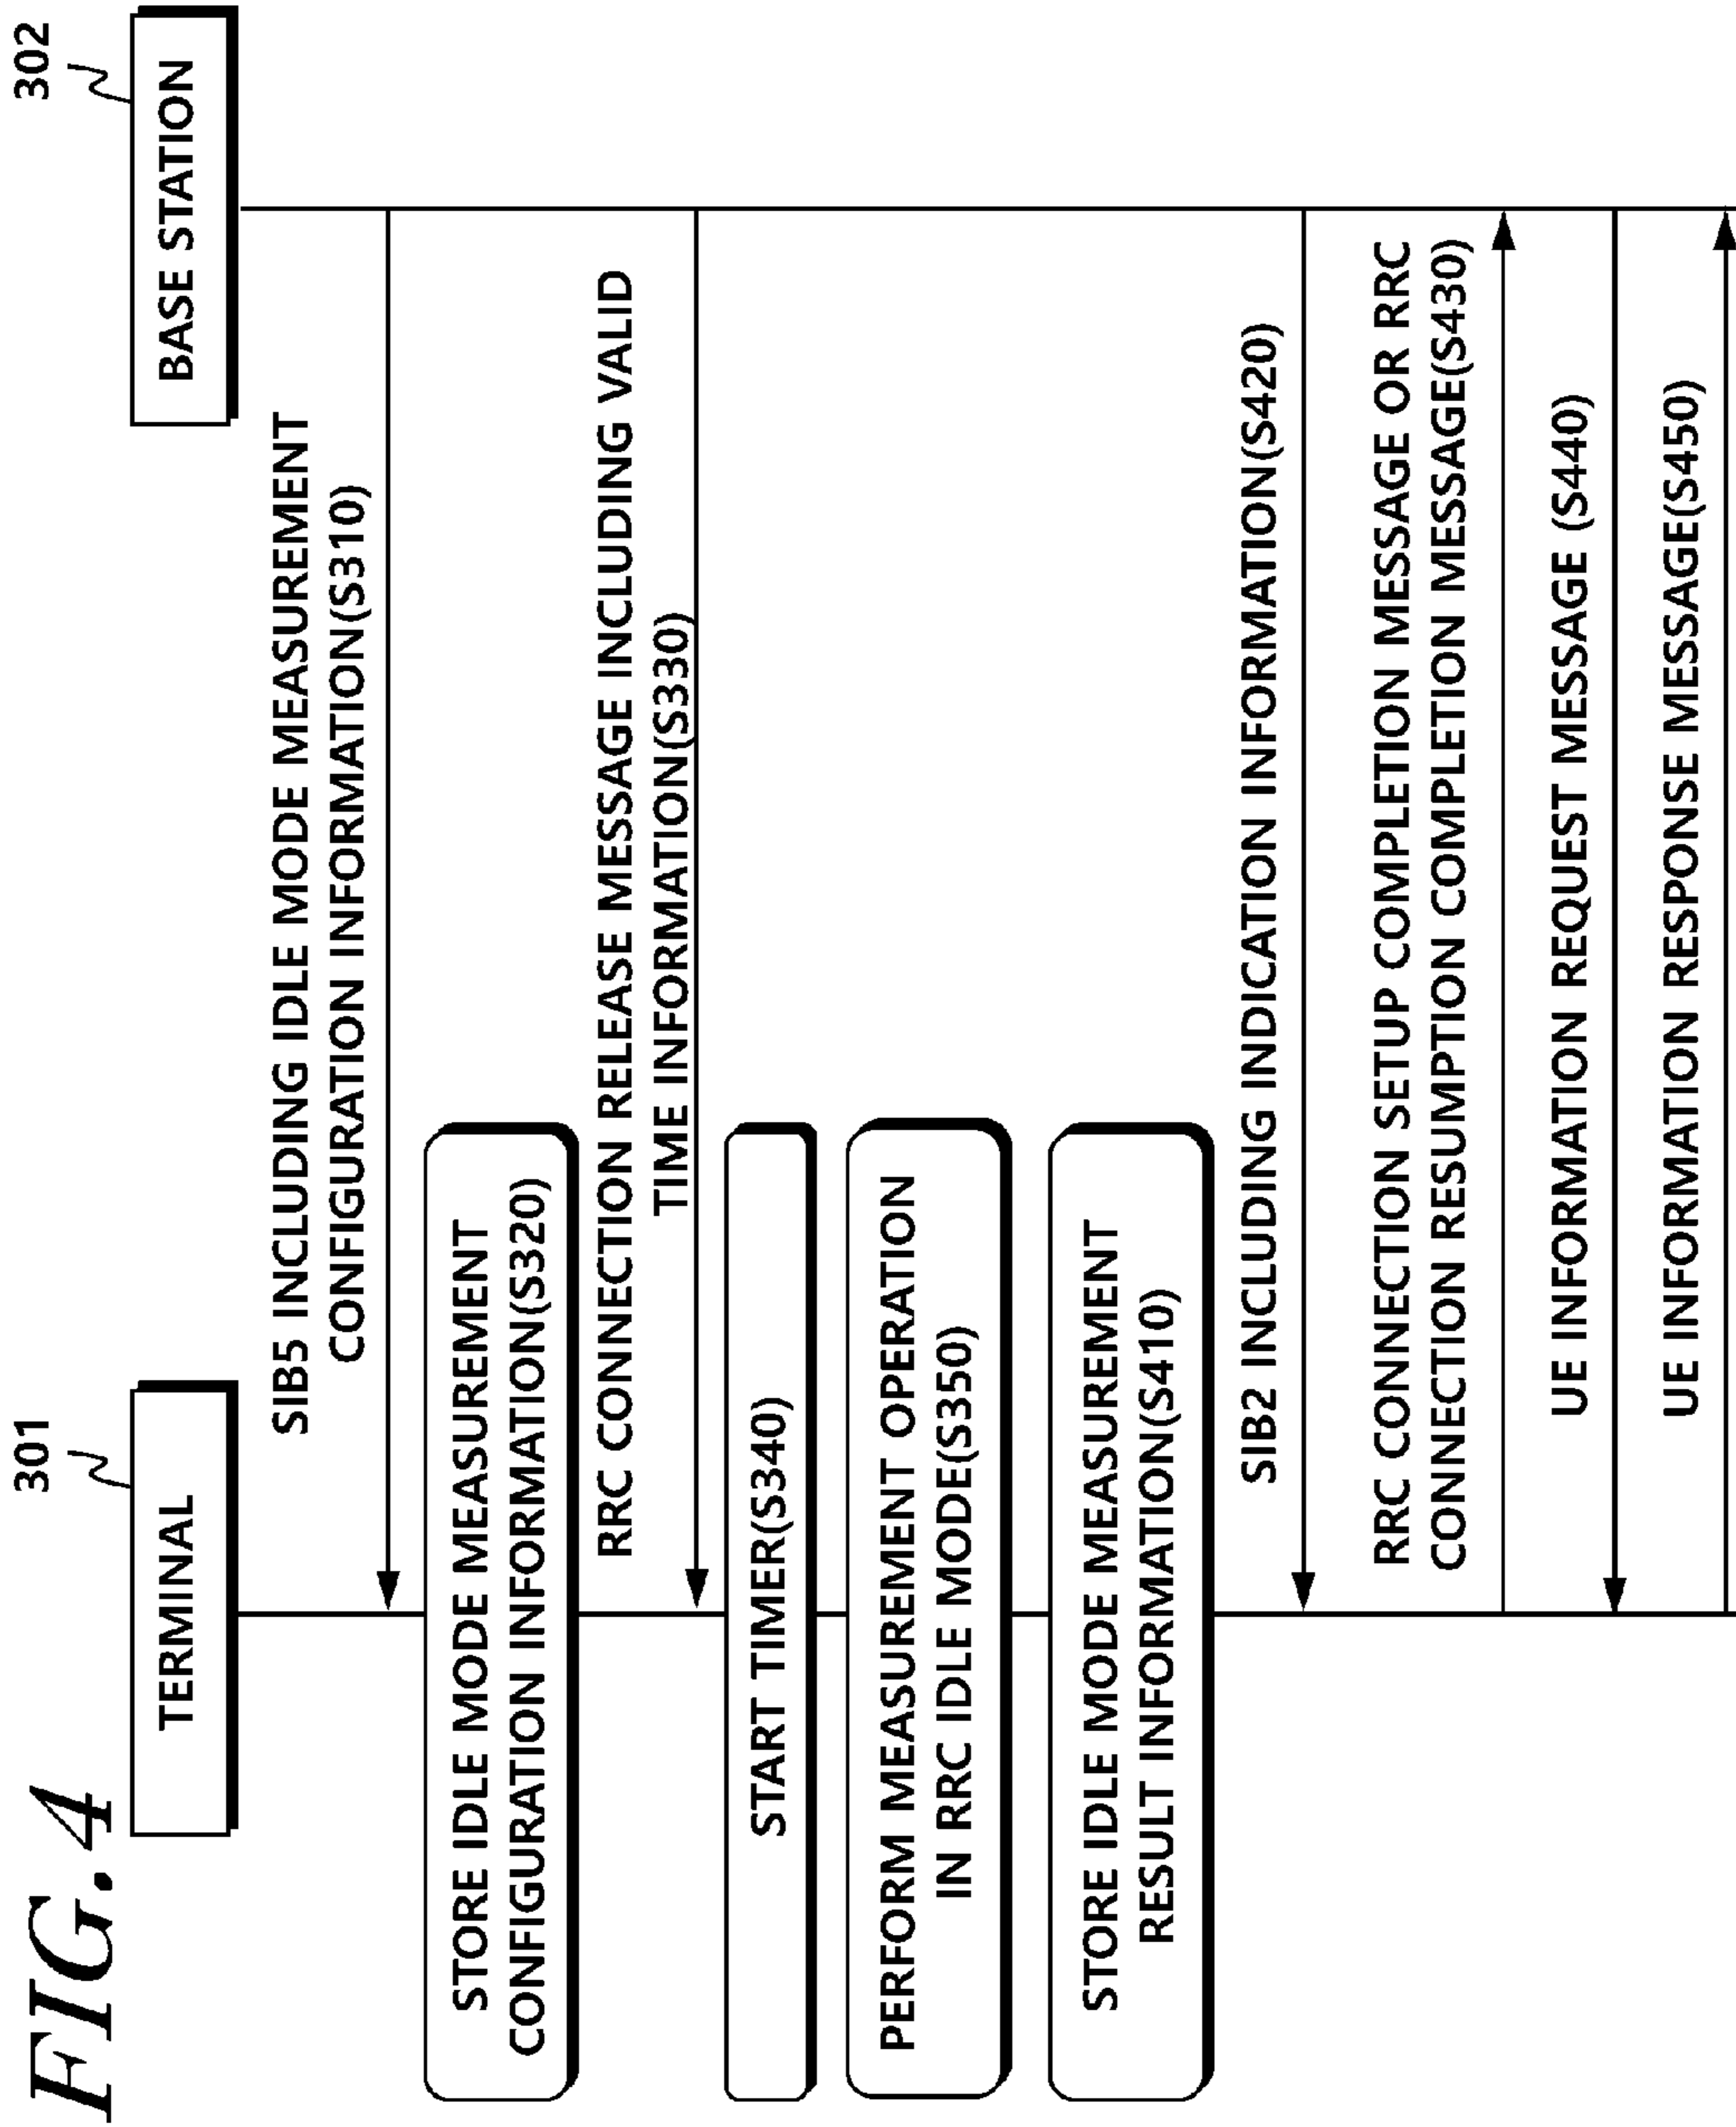 FIG. 4
301
302
TERMINAL
BASE STATION
SIB5 INCLUDING IDLE MODE MEASUREMENT
CONFIGURATION INFORMATION(S310)
STORE IDLE MODE MEASUREMENT
CONFIGURATION INFORMATION(S320)
RRC CONNECTION RELEASE MESSAGE INCLUDING VALID
TIME INFORMATION(S330)
START TIMER(S340)
PERFORM MEASUREMENT OPERATION
IN RRC IDLE MODE(S350)
STORE IDLE MODE MEASUREMENT
RESULT INFORMATION(S410)
SIB2 INCLUDING INDICATION INFORMATION(S420)
RRC CONNECTION SETUP COMPLETION MESSAGE OR RRC
CONNECTION RESUMPTION COMPLETION MESSAGE(S430)
UE INFORMATION REQUEST MESSAGE (S440)
UE INFORMATION RESPONSE MESSAGE(S450)